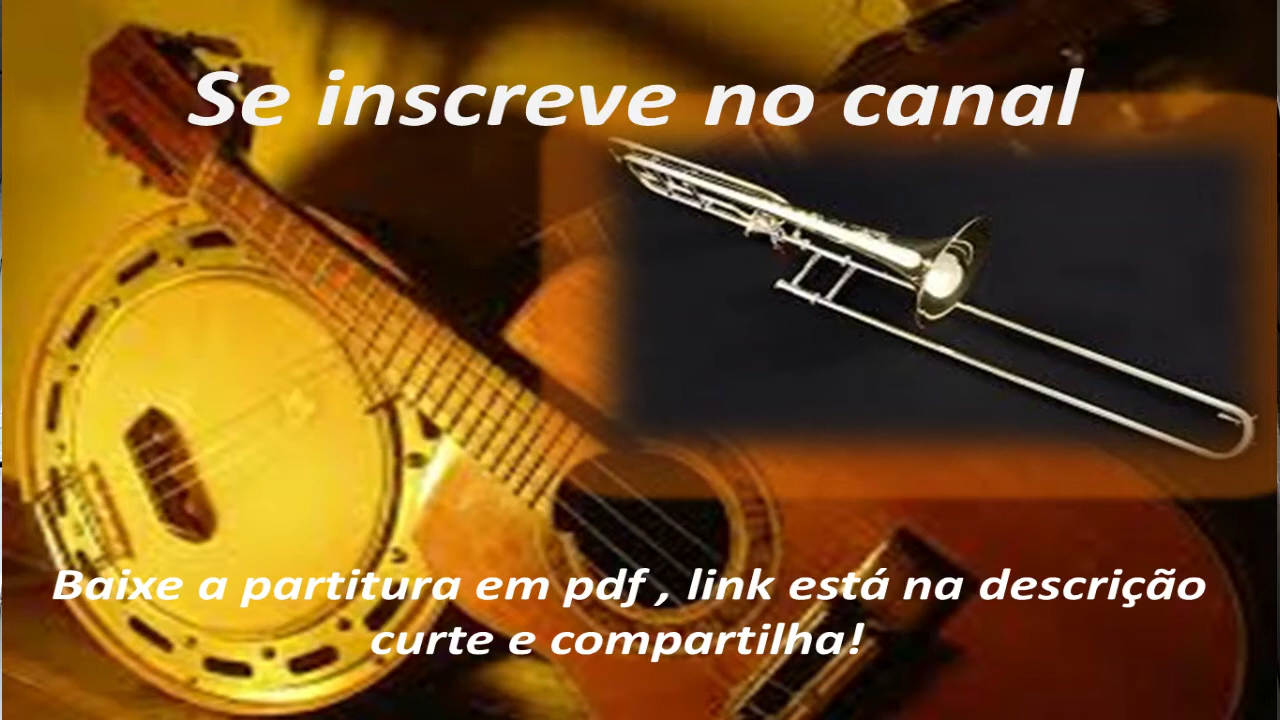 Se inscreve no canal
Baixe a partitura em pdf , link está na descrição
curte e compartilha!